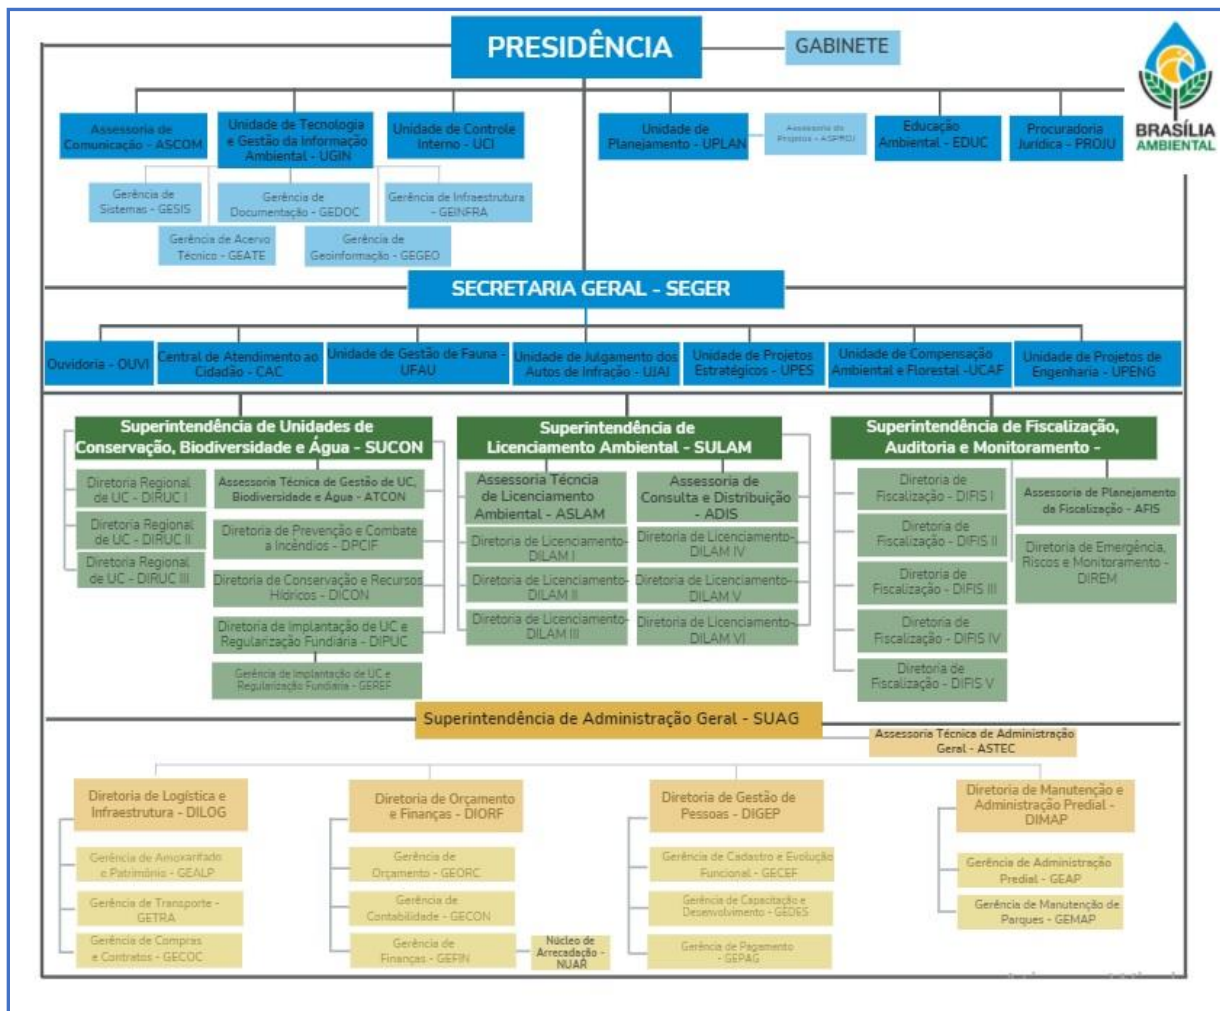 PRESIDÊNCIA
GABINETE
BRASÍLIA
AMBIENTAL
Assessoria de
Comunicação - ASCOM
Unidade de Tecnologia
e Gestão da Informação
Ambiental - UGIN
Unidade de Controle
Interno - UCI
Unidade de
Planejamento - UPLAN
Assessoria de
Projetos - ASPROJ
Educação
Ambiental - EDUC
Procuradoria
Jurídica - PROJU
Gerência de
Sistemas - GESIS
Gerência de
Documentação - GEDOC
Gerência de Infraestrutura
- GEINFRA
Gerência de Acervo
Técnico - GEATE
Gerência de
Geoinformação - GEGEO
SECRETARIA GERAL - SEGER
Ouvidoria - OUVI
Central de Atendimento ao
Cidadão - CAC
Unidade de Gestão de Fauna -
UFAU
Unidade de Julgamento dos
Autos de Infração - UJAI
Unidade de Projetos
Estratégicos - UPES
Unidade de Compensação
Ambiental e Florestal -UCAF
Unidade de Projetos de
Engenharia - UPENG
Superintendência de Unidades de
Conservação, Biodiversidade e Água - SUCON
Diretoria Regional
de UC - DIRUC I
Diretoria Regional
de UC - DIRUC II
Diretoria Regional
de UC - DIRUC III
Assessoria Técnica de Gestão de UC,
Biodiversidade e Água - ATCON
Diretoria de Prevenção e Combate
a Incêndios - DPCIF
Diretoria de Conservação e Recursos
Hídricos - DICON
Diretoria de Implantação de UC e
Regularização Fundiária - DIPUC
Gerência de Implantação de UC e
Regularização Fundiária - GEREF
Superintendência de
Licenciamento Ambiental - SULAM
Assessoria Técncia
de Licenciamento
Ambiental - ASLAM
Diretoria de Licenciamento-
DILAM I
Diretoria de Licenciamento-
DILAM II
Diretoria de Licenciamento-
DILAM III
Assessoria de
Consulta e Distribuição
- ADIS
Diretoria de Licenciamento-
DILAM IV
Diretoria de Licenciamento-
DILAM V
Diretoria de Licenciamento-
DILAM VI
Superintendência de Fiscalização,
Auditoria e Monitoramento -
Diretoria de
Fiscalização - DIFIS I
Diretoria de
Fiscalização - DIFIS II
Diretoria de
Fiscalização - DIFIS III
Diretoria de
Fiscalização - DIFIS IV
Diretoria de
Fiscalização - DIFIS V
Assessoria de Planejamento
da Fiscalização - AFIS
Diretoria de Emergência,
Riscos e Monitoramento -
DIREM
Superintendência de Administração Geral - SUAG
Assessoria Técnica de Administração
Geral - ASTEC
Diretoria de Logística e
Infraestrutura - DILOG
Gerência de Amoxarifado
e Patrimônio - GEALP
Gerência de Transporte -
GETRA
Gerência de Compras
e Contratos - GECOC
Diretoria de Orçamento
e Finanças - DIORF
Gerência de
Orçamento - GEORC
Gerência de
Contabilidade - GECON
Gerência de
Finanças - GEFIN
Núcleo de
Arrecadação -
NUAR
Diretoria de Gestão de
Pessoas - DIGEP
Gerência de Cadastro e Evolução
Funcional - GECEF
Gerência de Capacitação e
Desenvolvimento - GEDES
Gerência de Pagamento -
GEPAG
Diretoria de Manutenção e
Administração Predial -
DIMAP
Gerência de Administração
Predial - GEAP
Gerência de Manutenção de
Parques - GEMAP